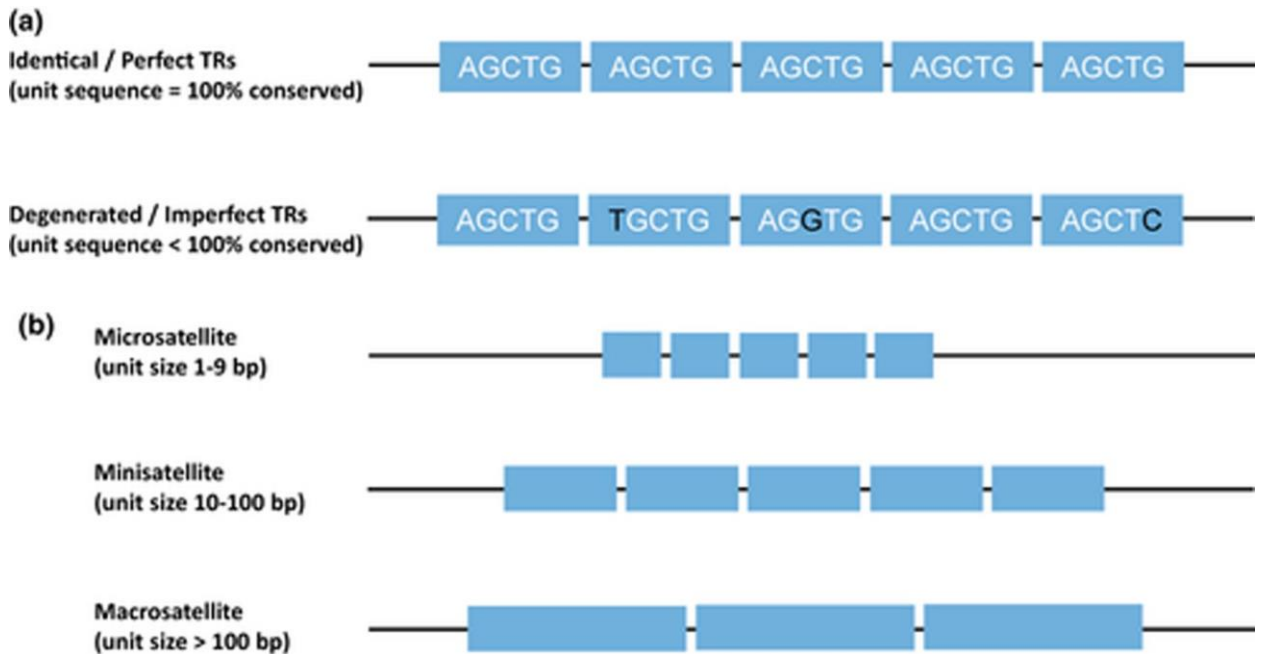 (a)
Identical / Perfect TRs
(unit sequence = 100% conserved)
AGCTG AGCTG AGCTG AGCTG AGCTG
Degenerated / Imperfect TRs
(unit sequence < 100% conserved)
AGCTG TGCTG AGGTG AGCTG AGCTC
(b)
Microsatellite
(unit size 1-9 bp)
Minisatellite
(unit size 10-100 bp)
Macrosatellite
(unit size > 100 bp)